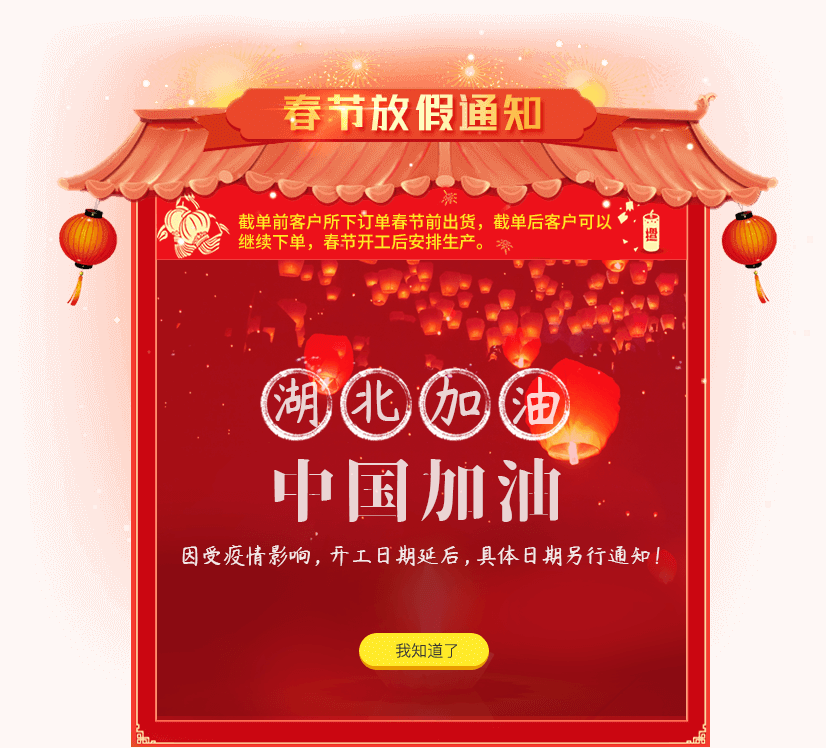 春节放假通知
截单前客户所下订单春节前出货，截单后客户可以
继续下单，春节开工后安排生产。
湖北加油
中国加油
因受疫情影响，开工日期延后，具体日期另行通知！
我知道了